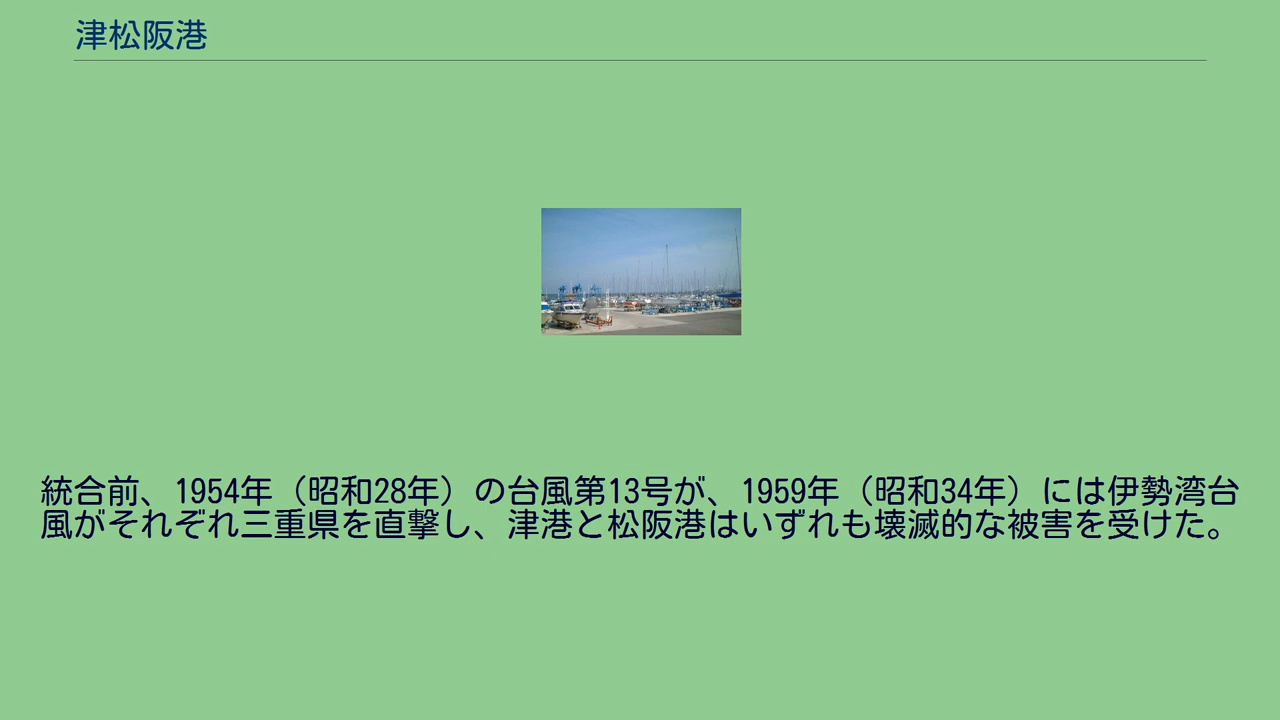 津松阪港
統合前、1954年（昭和28年）の台風第13号が、1959年（昭和34年）には伊勢湾台
風がそれぞれ三重県を直撃し、津港と松阪港はいずれも壊滅的な被害を受けた。